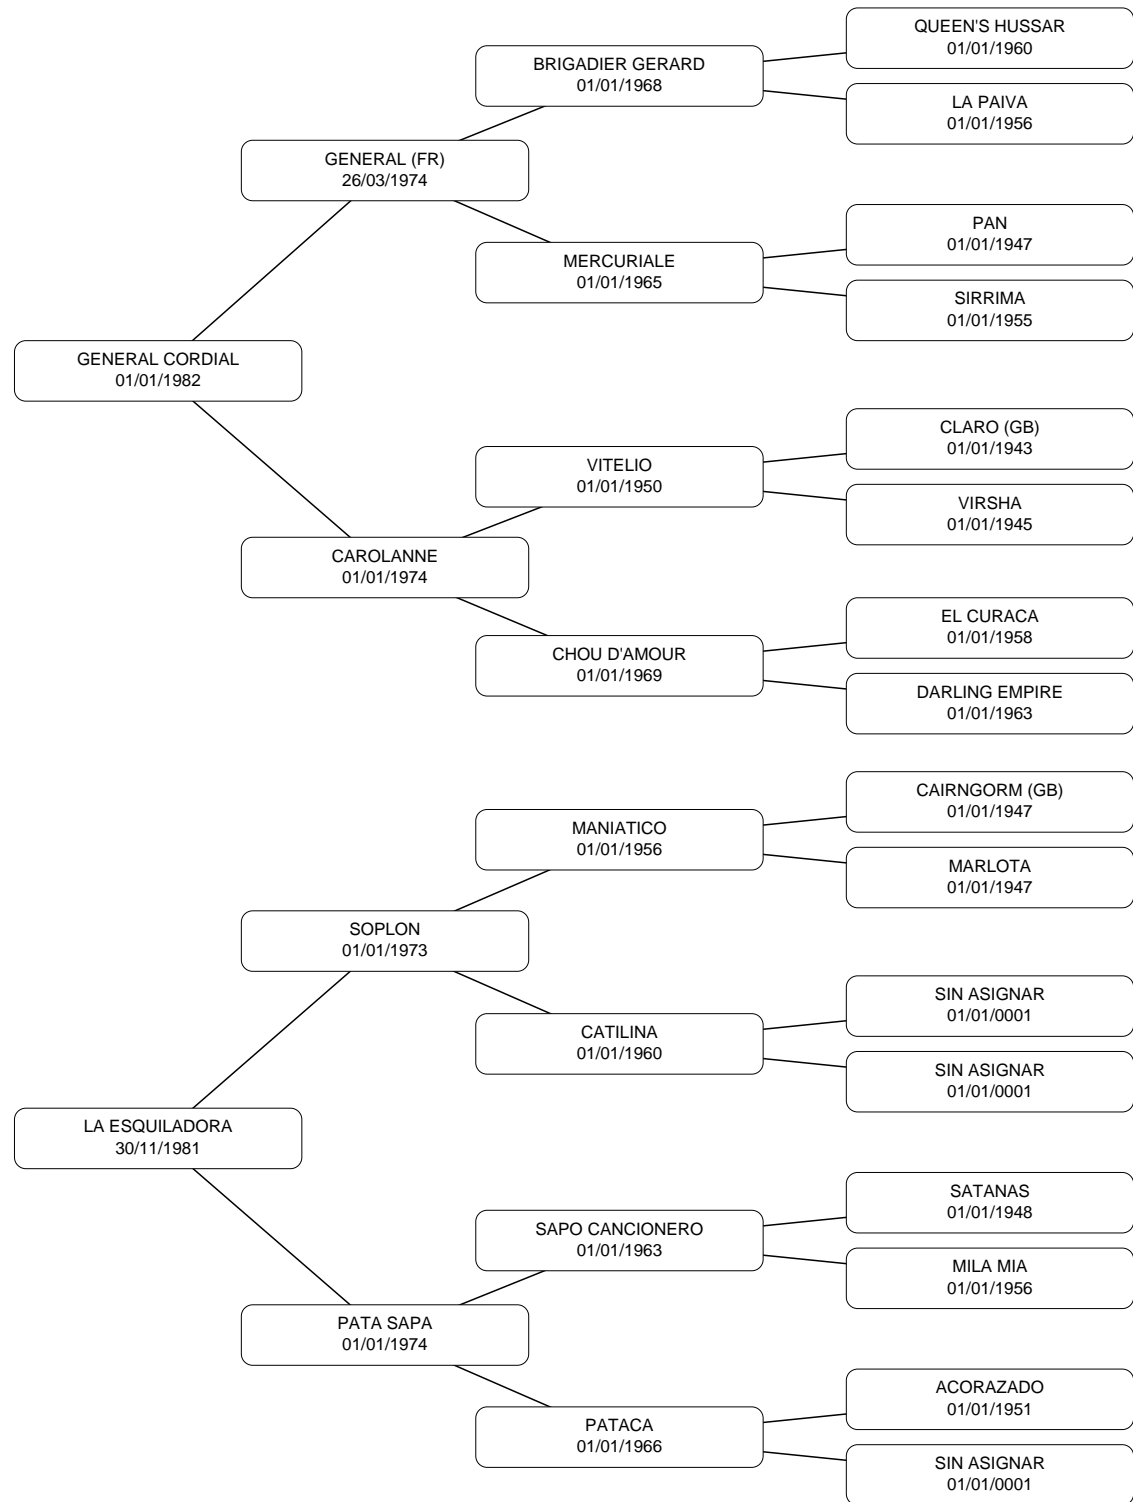 QUEEN'S HUSSAR
01/01/1960
BRIGADIER GERARD
01/01/1968
LA PAIVA
01/01/1956
GENERAL (FR)
26/03/1974
PAN
01/01/1947
MERCURIALE
01/01/1965
SIRRIMA
01/01/1955
GENERAL CORDIAL
01/01/1982
CLARO (GB)
01/01/1943
VITELIO
01/01/1950
VIRSHA
01/01/1945
CAROLANNE
01/01/1974
EL CURACA
01/01/1958
CHOU D'AMOUR
01/01/1969
DARLING EMPIRE
01/01/1963
CAIRNGORM (GB)
01/01/1947
MANIATICO
01/01/1956
MARLOTA
01/01/1947
SOPLON
01/01/1973
SIN ASIGNAR
01/01/0001
CATILINA
01/01/1960
SIN ASIGNAR
01/01/0001
LA ESQUILADORA
30/11/1981
SATANAS
01/01/1948
SAPO CANCIONERO
01/01/1963
MILA MIA
01/01/1956
PATA SAPA
01/01/1974
ACORAZADO
01/01/1951
PATACA
01/01/1966
SIN ASIGNAR
01/01/0001